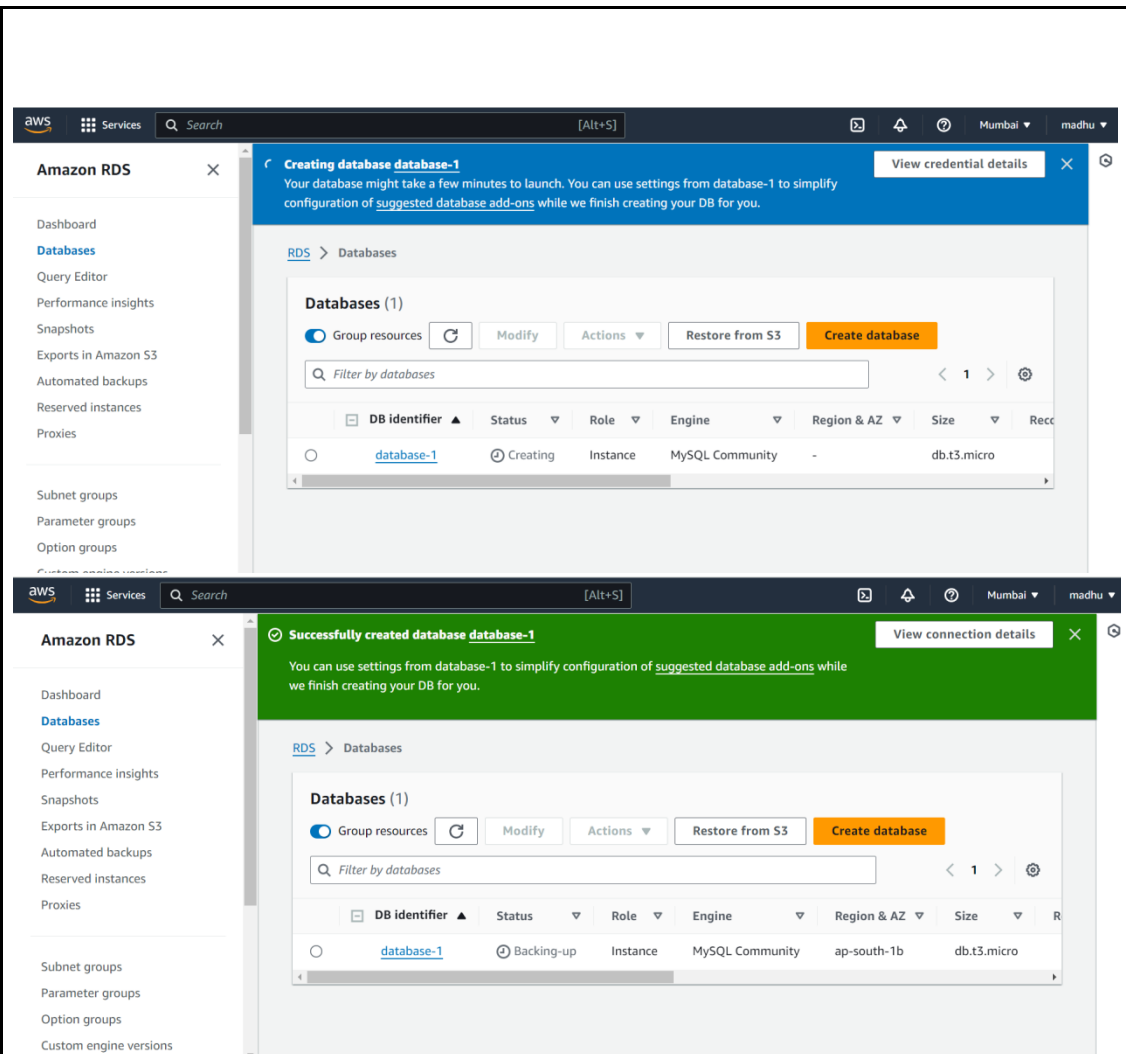 aws Services Search [Alt+S] Mumbai madhu
Amazon RDS
Creating database database-1
View credential details
Your database might take a few minutes to launch. You can use settings from database-1 to simplify
configuration of suggested database add-ons while we finish creating your DB for you.
Dashboard
Databases
Query Editor
Performance insights
Snapshots
Exports in Amazon S3
Automated backups
Reserved instances
Proxies
Subnet groups
Parameter groups
Option groups
Custom engine versions
RDS > Databases
Databases (1)
Group resources Modify Actions Restore from S3 Create database
Filter by databases
1
DB identifier Status Role Engine Region & AZ Size Reco
database-1 Creating Instance MySQL Community - db.t3.micro
aws Services Search [Alt+S] Mumbai madhu
Amazon RDS
Successfully created database database-1
View connection details
You can use settings from database-1 to simplify configuration of suggested database add-ons while
we finish creating your DB for you.
Dashboard
Databases
Query Editor
Performance insights
Snapshots
Exports in Amazon S3
Automated backups
Reserved instances
Proxies
Subnet groups
Parameter groups
Option groups
Custom engine versions
RDS > Databases
Databases (1)
Group resources Modify Actions Restore from S3 Create database
Filter by databases
1
DB identifier Status Role Engine Region & AZ Size R
database-1 Backing-up Instance MySQL Community ap-south-1b db.t3.micro